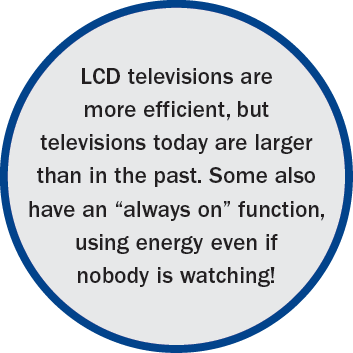 LCD televisions are
more efficient, but
televisions today are larger
than in the past. Some also
have an “always on” function,
using energy even if
nobody is watching!